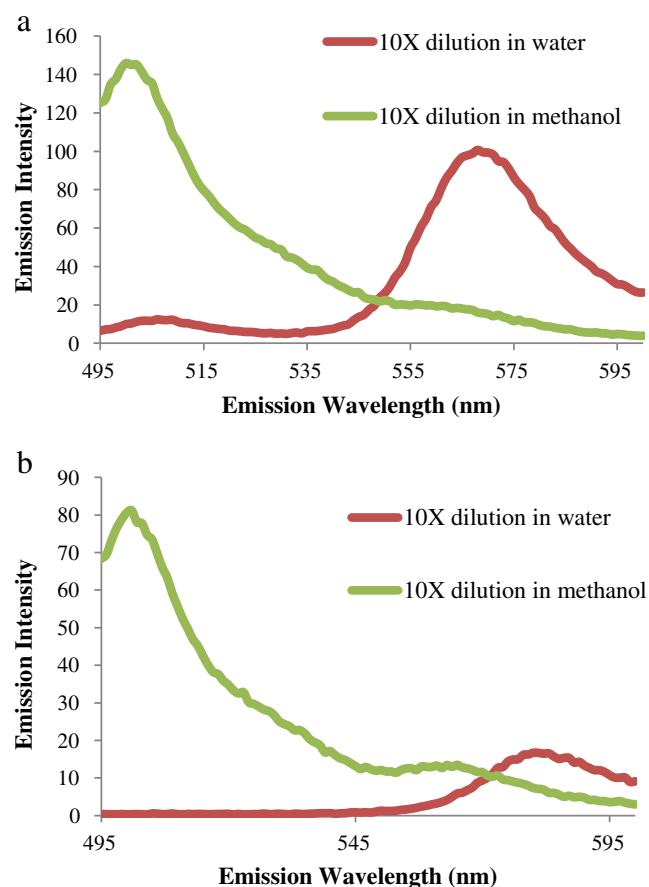 a
160
140
120
100
80
60
40
20
0
Emission Intensity
10X dilution in water
10X dilution in methanol
495 515 535 555 575 595
Emission Wavelength (nm)
b
90
80
70
60
50
40
30
20
10
0
Emission Intensity
10X dilution in water
10X dilution in methanol
495 545 595
Emission Wavelength (nm)